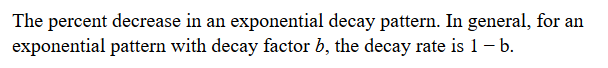 The percent decrease in an exponential decay pattern. In general, for an
exponential pattern with decay factor b, the decay rate is 1 – b.